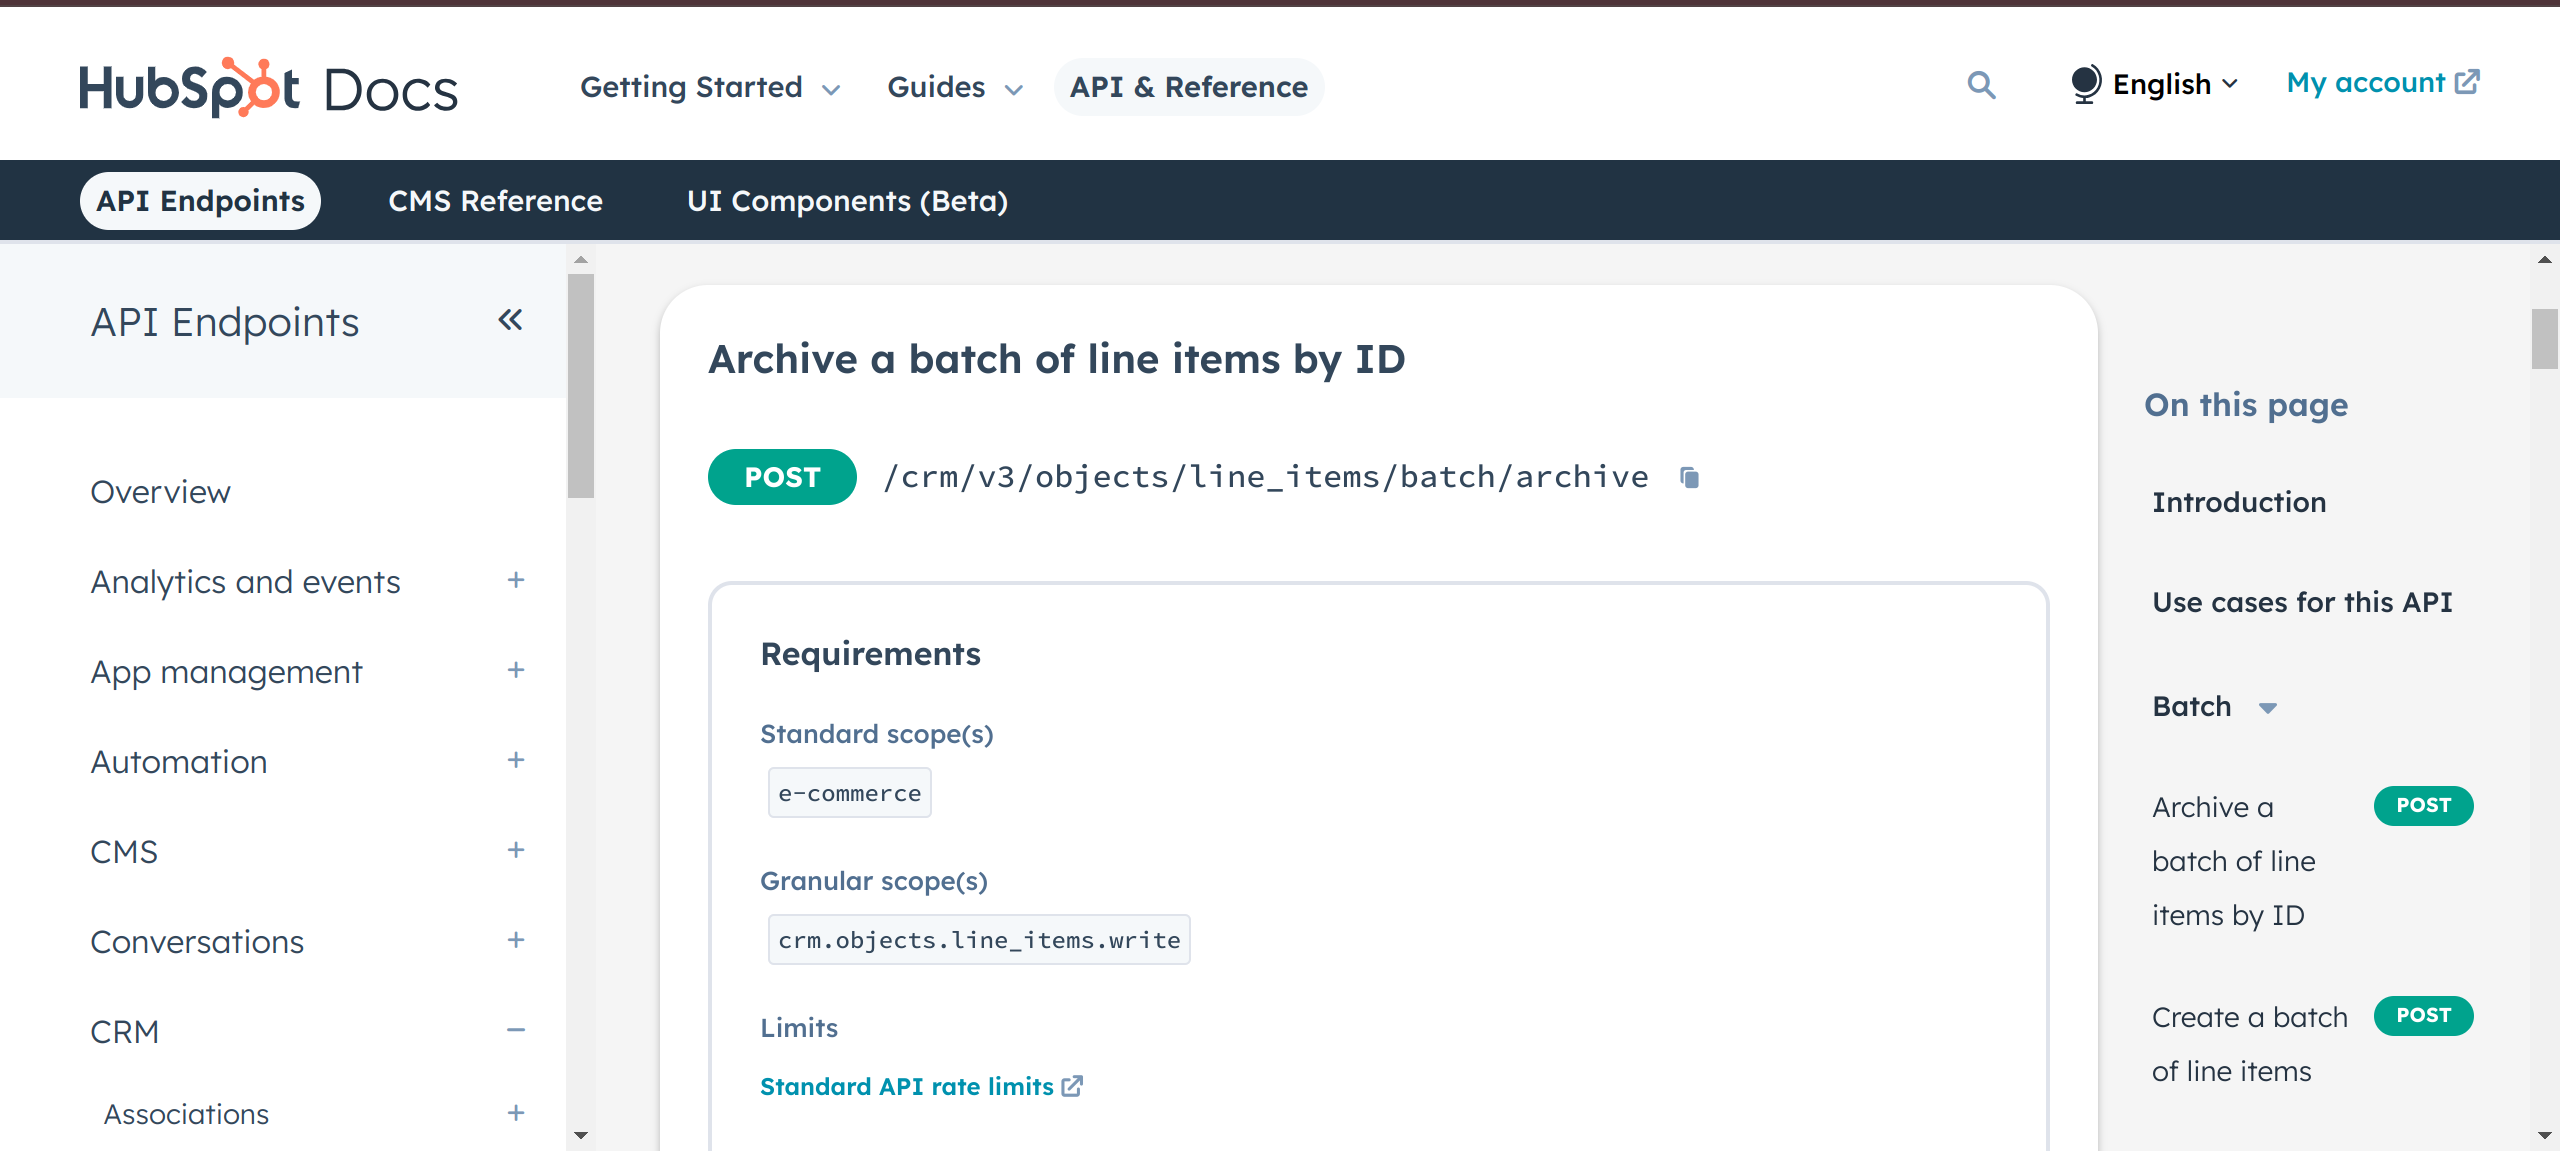 HubSpot Docs
Getting Started
Guides
API & Reference
English
My account
API Endpoints
CMS Reference
UI Components (Beta)
API Endpoints
Overview
Analytics and events
App management
Automation
CMS
Conversations
CRM
Associations
Archive a batch of line items by ID
POST /crm/v3/objects/line_items/batch/archive
Requirements
Standard scope(s)
e-commerce
Granular scope(s)
crm.objects.line_items.write
Limits
Standard API rate limits
On this page
Introduction
Use cases for this API
Batch
Archive a
batch of line
items by ID
POST
Create a batch
of line items
POST